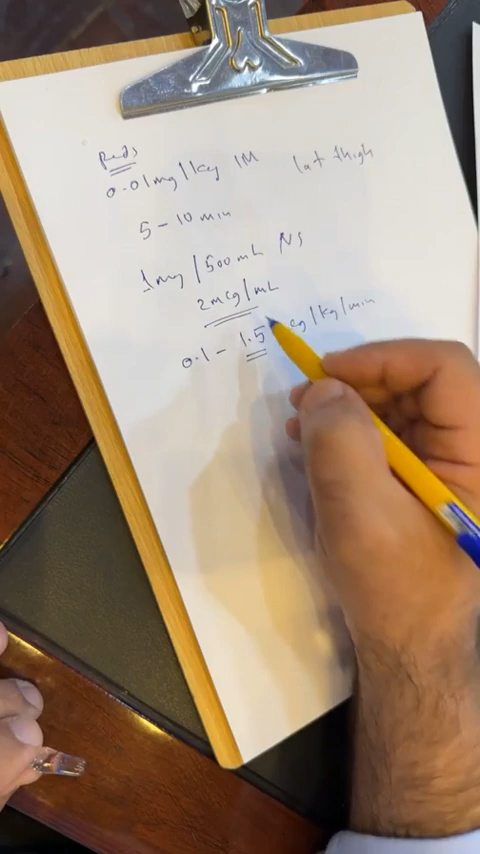 Peds
0.01mg/kg IM lat thigh
5-10 min
1mg/500mL NS
2mcg/mL
0.1-1.5 cg/kg/min